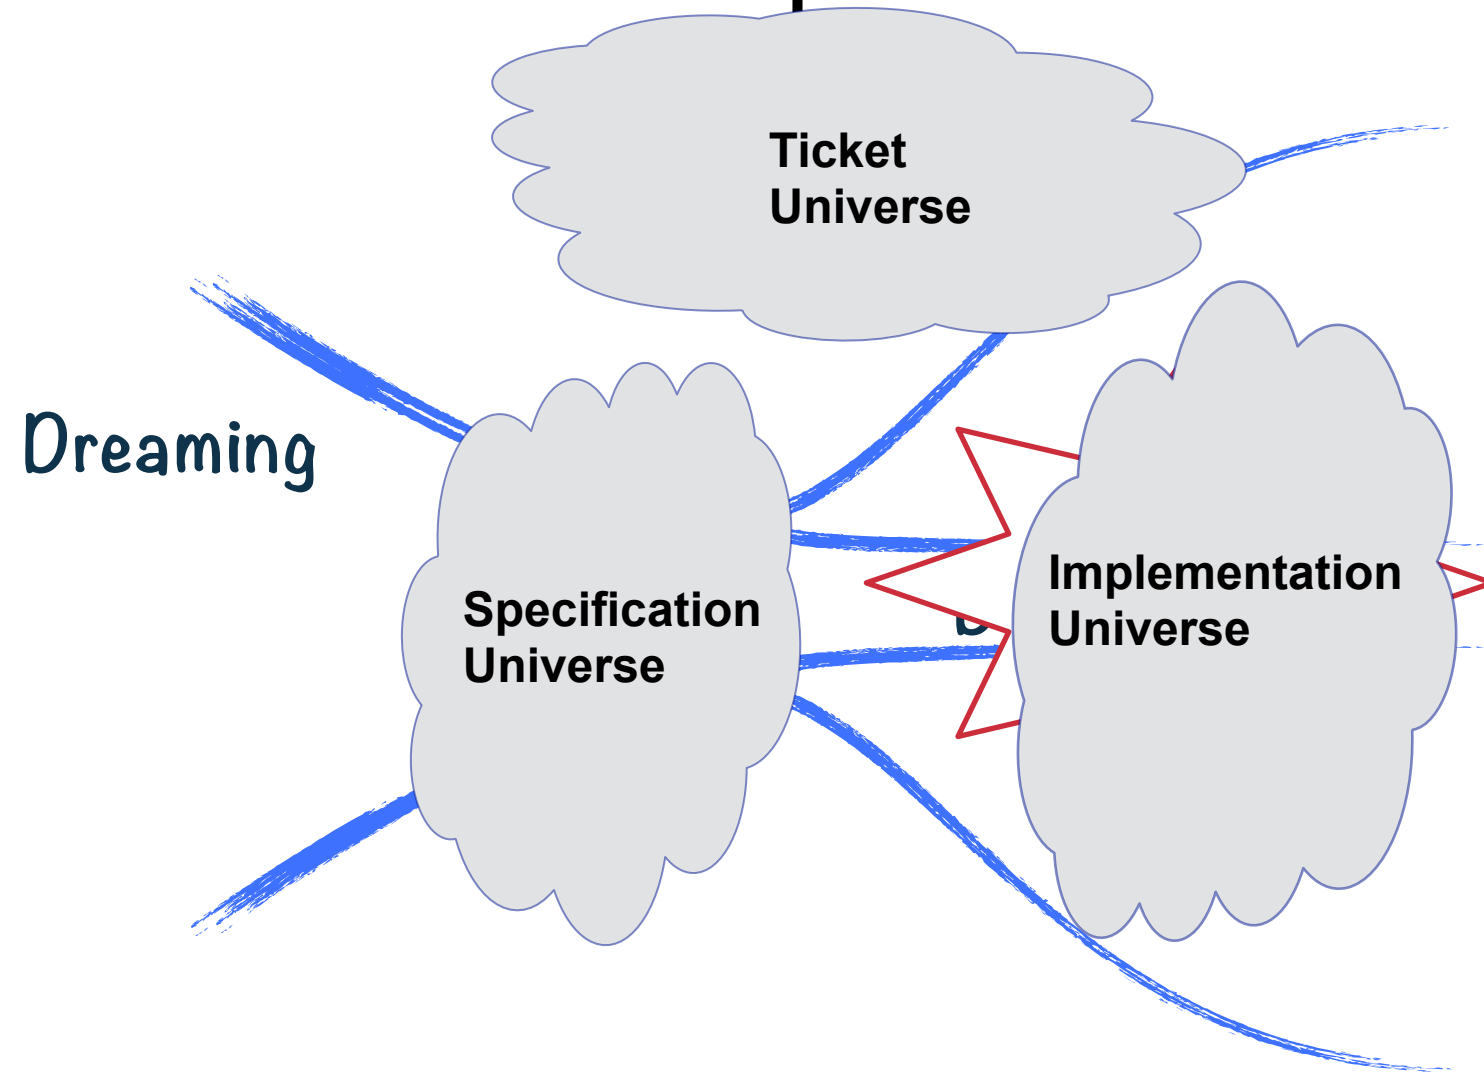 Ticket
Universe
Dreaming
Specification
Universe
Implementation
Universe